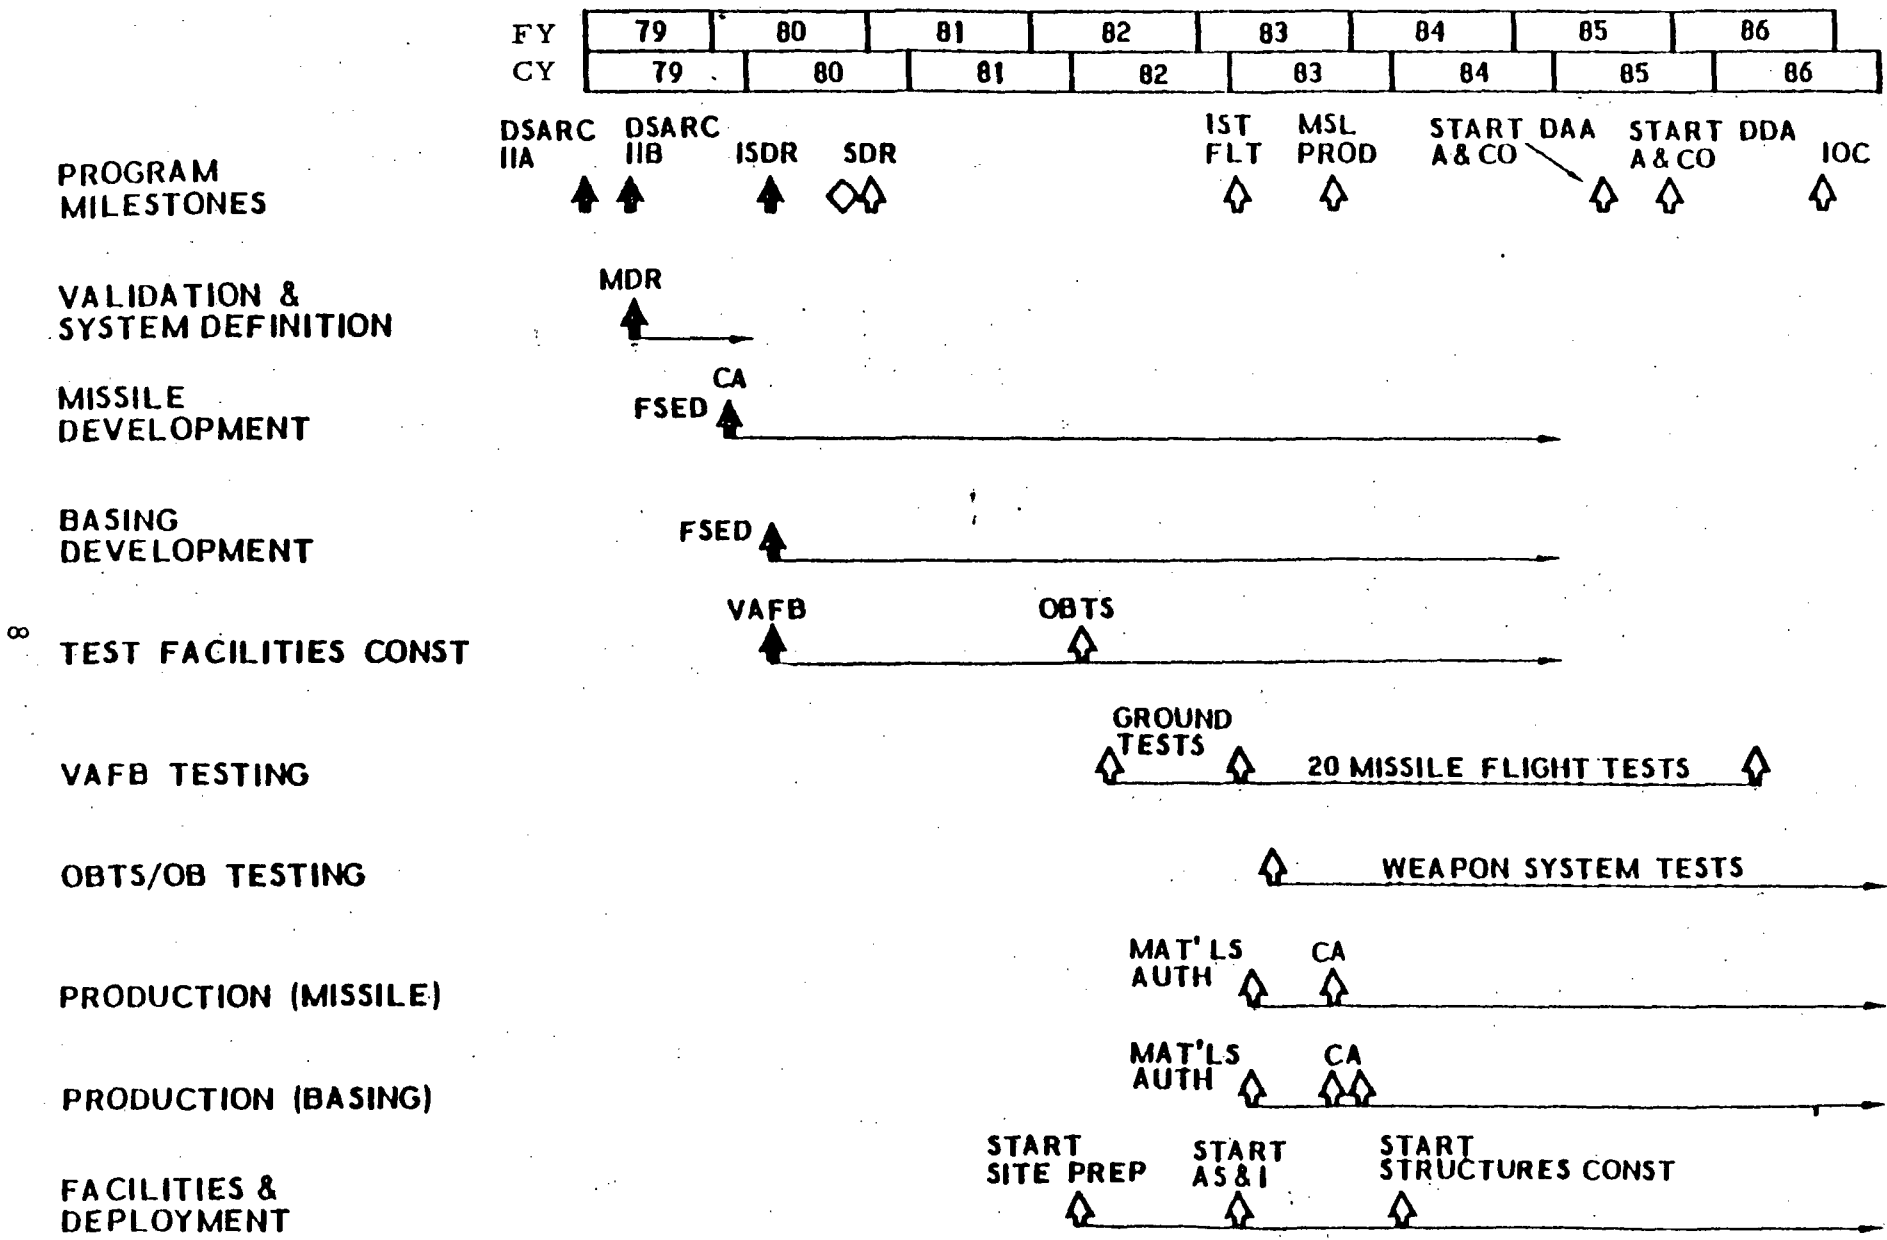 FY 79 80 81 82 83 84 85 86
CY 79 80 81 82 83 84 85 86
DSARC IIA
DSARC IIB
ISDR
SDR
1ST FLT
MSL PROD
START DAA A & CO
START DDA A & CO
IOC
PROGRAM
MILESTONES
MDR
VALIDATION &
SYSTEM DEFINITION
CA
FSED
MISSILE
DEVELOPMENT
FSED
BASING
DEVELOPMENT
VAFB
OBTS
∞
TEST FACILITIES CONST
GROUND
TESTS
VAFB TESTING
20 MISSILE FLIGHT TESTS
OBTS/OB TESTING
WEAPON SYSTEM TESTS
MAT'LS
AUTH
CA
PRODUCTION (MISSILE)
MAT'LS
AUTH
CA
PRODUCTION (BASING)
START
SITE PREP
START
AS & I
START
STRUCTURES CONST
FACILITIES &
DEPLOYMENT